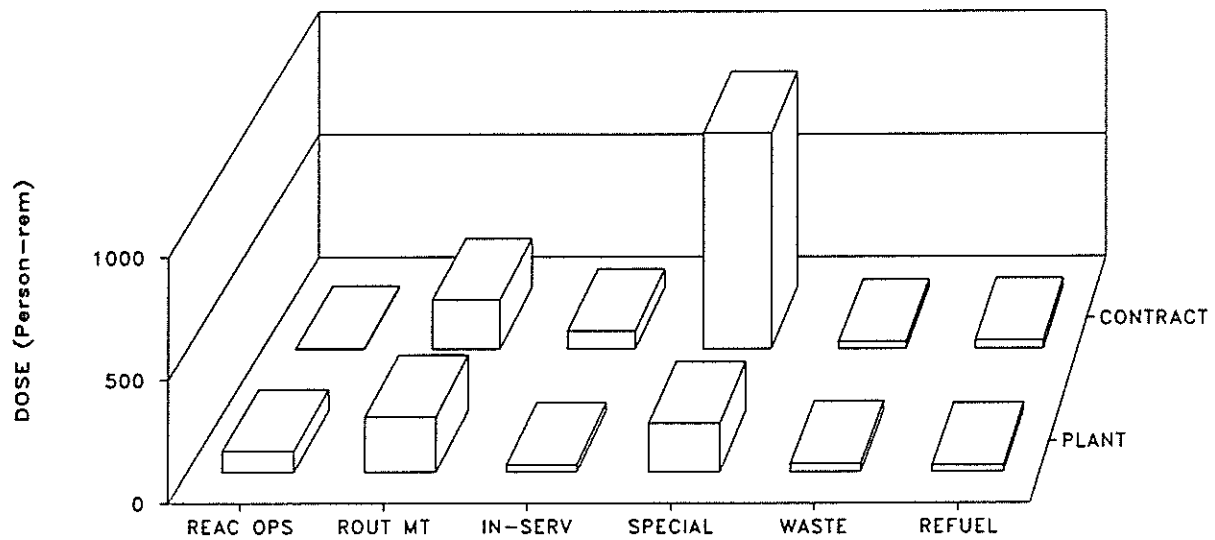 DOSE (Person-rem)
1000
500
0
CONTRACT
PLANT
REAC OPS ROUT MT IN-SERV SPECIAL WASTE REFUEL